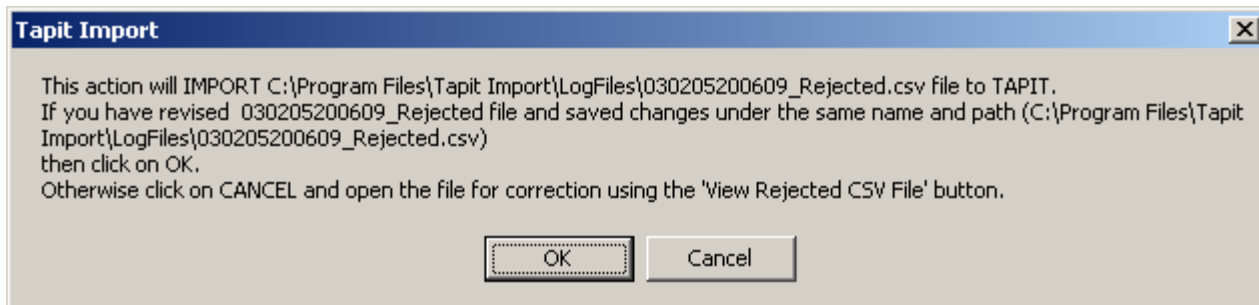 Tapit Import
This action will IMPORT C:\Program Files\Tapit Import\LogFiles\030205200609_Rejected.csv file to TAPIT.
If you have revised  030205200609_Rejected file and saved changes under the same name and path (C:\Program Files\Tapit
Import\LogFiles\030205200609_Rejected.csv)
then click on OK.
Otherwise click on CANCEL and open the file for correction using the 'View Rejected CSV File' button.
OK Cancel